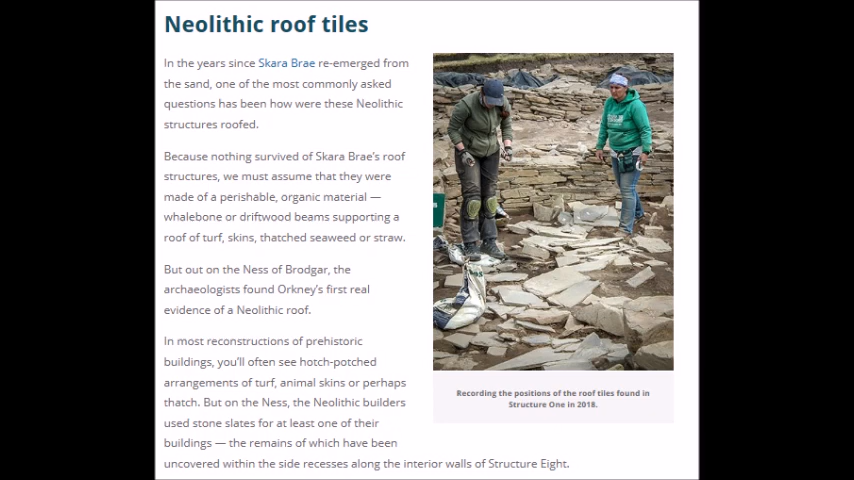 Neolithic roof tiles
In the years since Skara Brae re-emerged from
the sand, one of the most commonly asked
questions has been how were these Neolithic
structures roofed.
Because nothing survived of Skara Brae's roof
structures, we must assume that they were
made of a perishable, organic material —
whalebone or driftwood beams supporting a
roof of turf, skins, thatched seaweed or straw.
But out on the Ness of Brodgar, the
archaeologists found Orkney's first real
evidence of a Neolithic roof.
In most reconstructions of prehistoric
buildings, you'll often see hotch-potched
arrangements of turf, animal skins or perhaps
thatch. But on the Ness, the Neolithic builders
used stone slates for at least one of their
buildings — the remains of which have been
uncovered within the side recesses along the interior walls of Structure Eight.
Recording the positions of the roof tiles found in
Structure One in 2018.